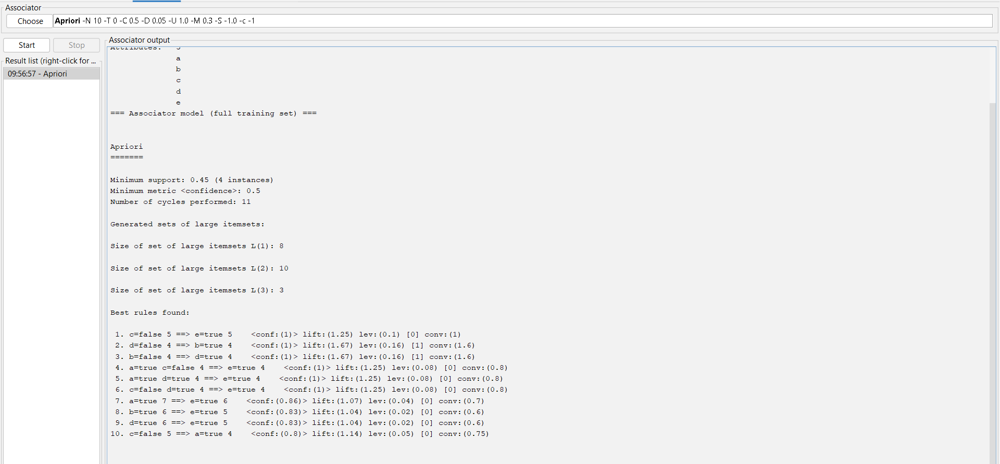 Associator
Choose
Apriori -N 10 -T 0 -C 0.5 -D 0.05 -U 1.0 -M 0.3 -S -1.0 -c -1
Start
Stop
Associator output
Result list (right-click for ...
09:56:57 - Apriori
Attributes: 5
a
b
c
d
e
=== Associator model (full training set) ===
Apriori
=======
Minimum support: 0.45 (4 instances)
Minimum metric <confidence>: 0.5
Number of cycles performed: 11
Generated sets of large itemsets:
Size of set of large itemsets L(1): 8
Size of set of large itemsets L(2): 10
Size of set of large itemsets L(3): 3
Best rules found:
1. c=false 5 ==> e=true 5 <conf:(1)> lift:(1.25) lev:(0.1) [0] conv:(1)
2. d=false 4 ==> b=true 4 <conf:(1)> lift:(1.67) lev:(0.16) [1] conv:(1.6)
3. b=false 4 ==> d=true 4 <conf:(1)> lift:(1.67) lev:(0.16) [1] conv:(1.6)
4. a=true c=false 4 ==> e=true 4 <conf:(1)> lift:(1.25) lev:(0.08) [0] conv:(0.8)
5. a=true d=true 4 ==> e=true 4 <conf:(1)> lift:(1.25) lev:(0.08) [0] conv:(0.8)
6. c=false d=true 4 ==> e=true 4 <conf:(1)> lift:(1.25) lev:(0.08) [0] conv:(0.8)
7. a=true 7 ==> e=true 6 <conf:(0.86)> lift:(1.07) lev:(0.04) [0] conv:(0.7)
8. b=true 6 ==> e=true 5 <conf:(0.83)> lift:(1.04) lev:(0.02) [0] conv:(0.6)
9. d=true 6 ==> e=true 5 <conf:(0.83)> lift:(1.04) lev:(0.02) [0] conv:(0.6)
10. c=false 5 ==> a=true 4 <conf:(0.8)> lift:(1.14) lev:(0.05) [0] conv:(0.75)